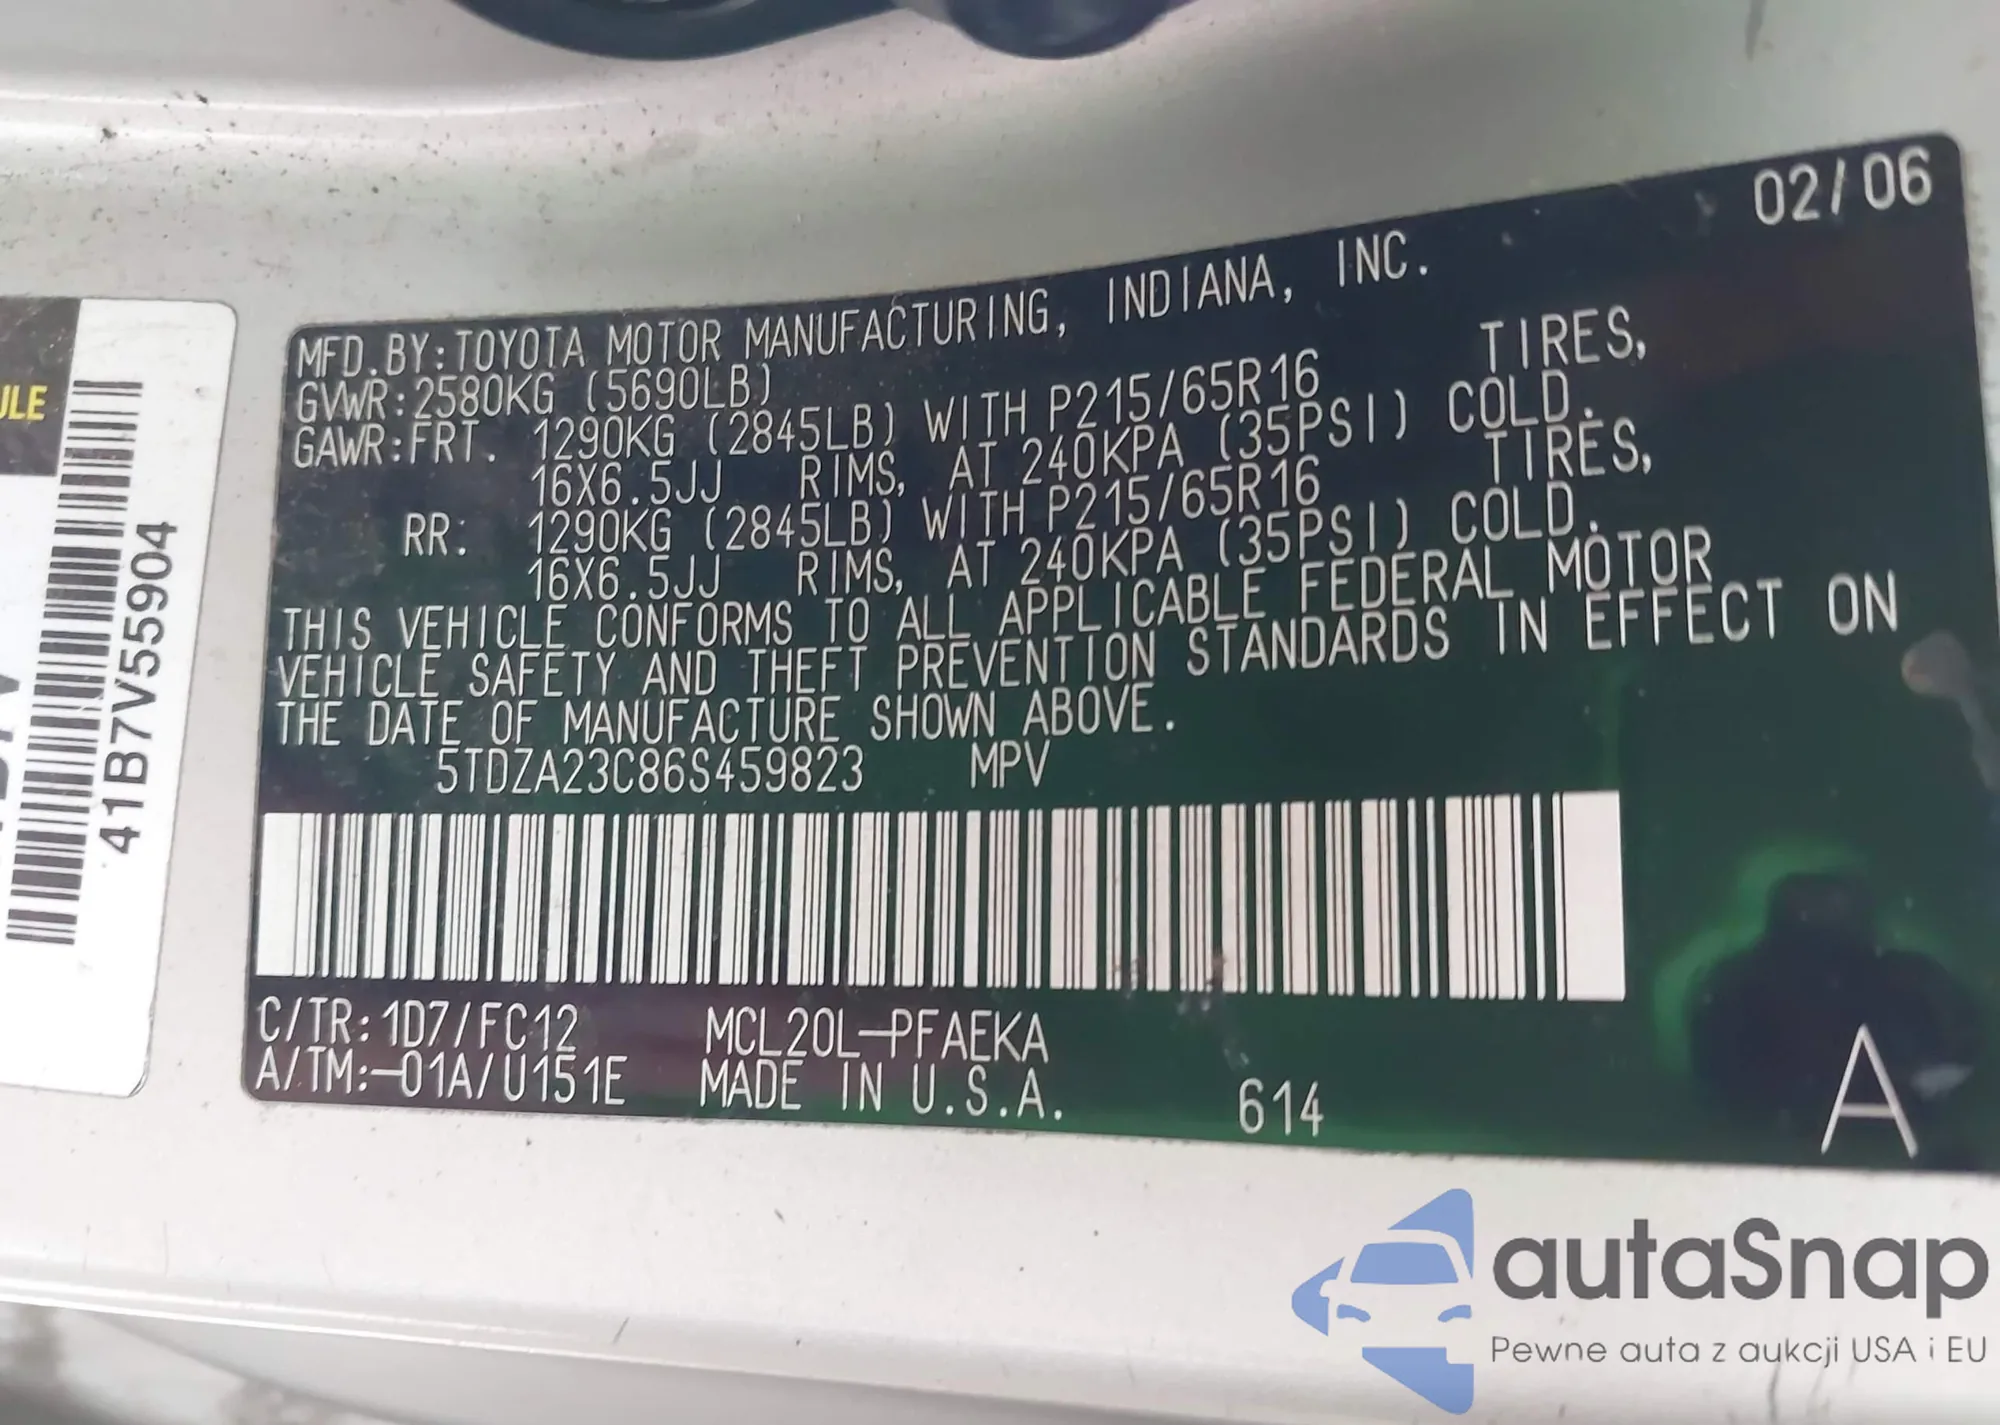 02/06
MFD.BY:TOYOTA MOTOR MANUFACTURING, INDIANA, INC.
GVWR:2580KG (5690LB)
GAWR:FRT. 1290KG (2845LB) WITH P215/65R16 TIRES,
16X6.5JJ RIMS, AT 240KPA (35PSI) COLD.
RR: 1290KG (2845LB) WITH P215/65R16 TIRES,
16X6.5JJ RIMS, AT 240KPA (35PSI) COLD.
THIS VEHICLE CONFORMS TO ALL APPLICABLE FEDERAL MOTOR
VEHICLE SAFETY AND THEFT PREVENTION STANDARDS IN EFFECT ON
THE DATE OF MANUFACTURE SHOWN ABOVE.
5TDZA23C86S459823 MPV
C/TR:1D7/FC12 MCL20L-PFAEKA
A/TM:-01A/U151E MADE IN U.S.A. 614
A
ULE
41B7V55904
autaSnap
Pewne auta z aukcji USA i EU